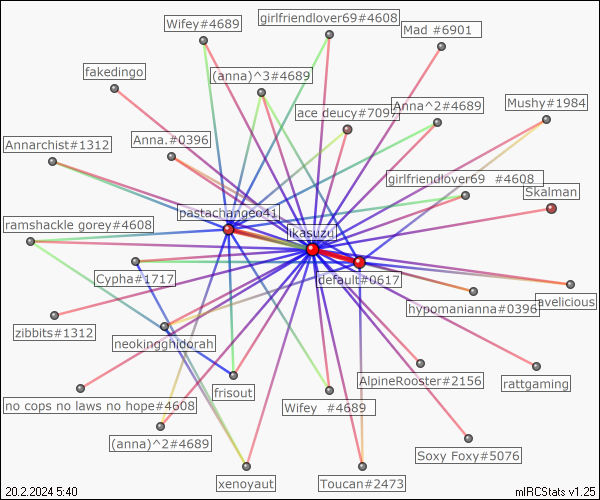 Wifey#4689
girlfriendlover69#4608
Mad #6901
fakedingo
(anna)^3#4689
ace deucy#7097
Anna^2#4689
Mushy#1984
Annarchist#1312
Anna.#0396
girlfriendlover69 #4608
Skalman
pastachangeo41
ramshackle gorey#4608
ikasuzu
Cypha#1717
default#0617
hypomanianna#0396
avelicious
zibbits#1312
neokingghidorah
AlpineRooster#2156
rattgaming
no cops no laws no hope#4608
frisout
Wifey #4689
(anna)^2#4689
Soxy Foxy#5076
xenoyaut
Toucan#2473
20.2.2024 5:40
mIRCStats v1.25